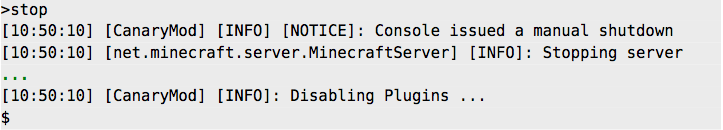 >stop
[10:50:10] [CanaryMod] [INFO] [NOTICE]: Console issued a manual shutdown
[10:50:10] [net.minecraft.server.MinecraftServer] [INFO]: Stopping server
...
[10:50:10] [CanaryMod] [INFO]: Disabling Plugins ...
$